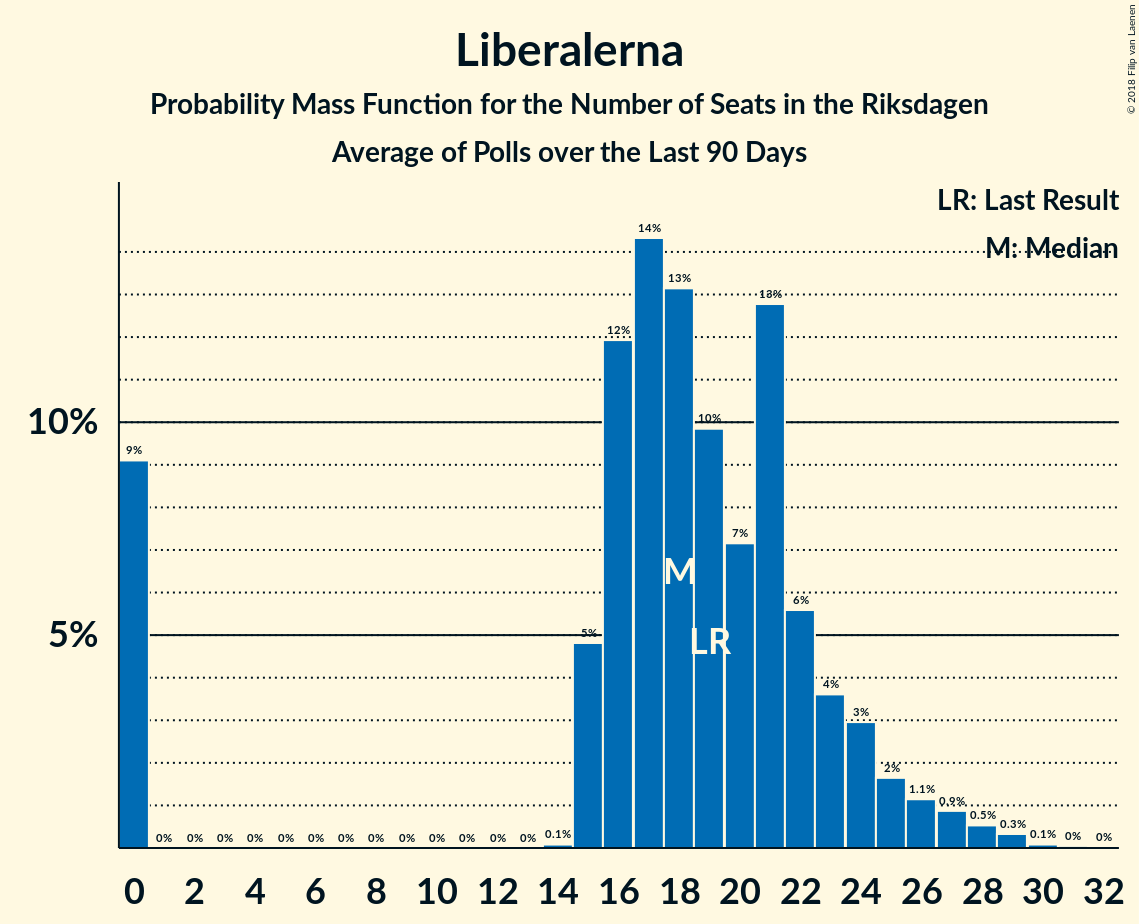 Liberalerna
Probability Mass Function for the Number of Seats in the Riksdagen
Average of Polls over the Last 90 Days
© 2018 Filip van Laenen
LR: Last Result
M: Median
14%
13%
13%
12%
10%
10%
9%
7%
M
6%
5%
5%
LR
4%
3%
2%
1.1%
0.9%
0.5%
0.3%
0% 0% 0% 0% 0% 0% 0% 0% 0% 0% 0% 0% 0% 0.1% 0.1% 0% 0%
0 2 4 6 8 10 12 14 16 18 20 22 24 26 28 30 32